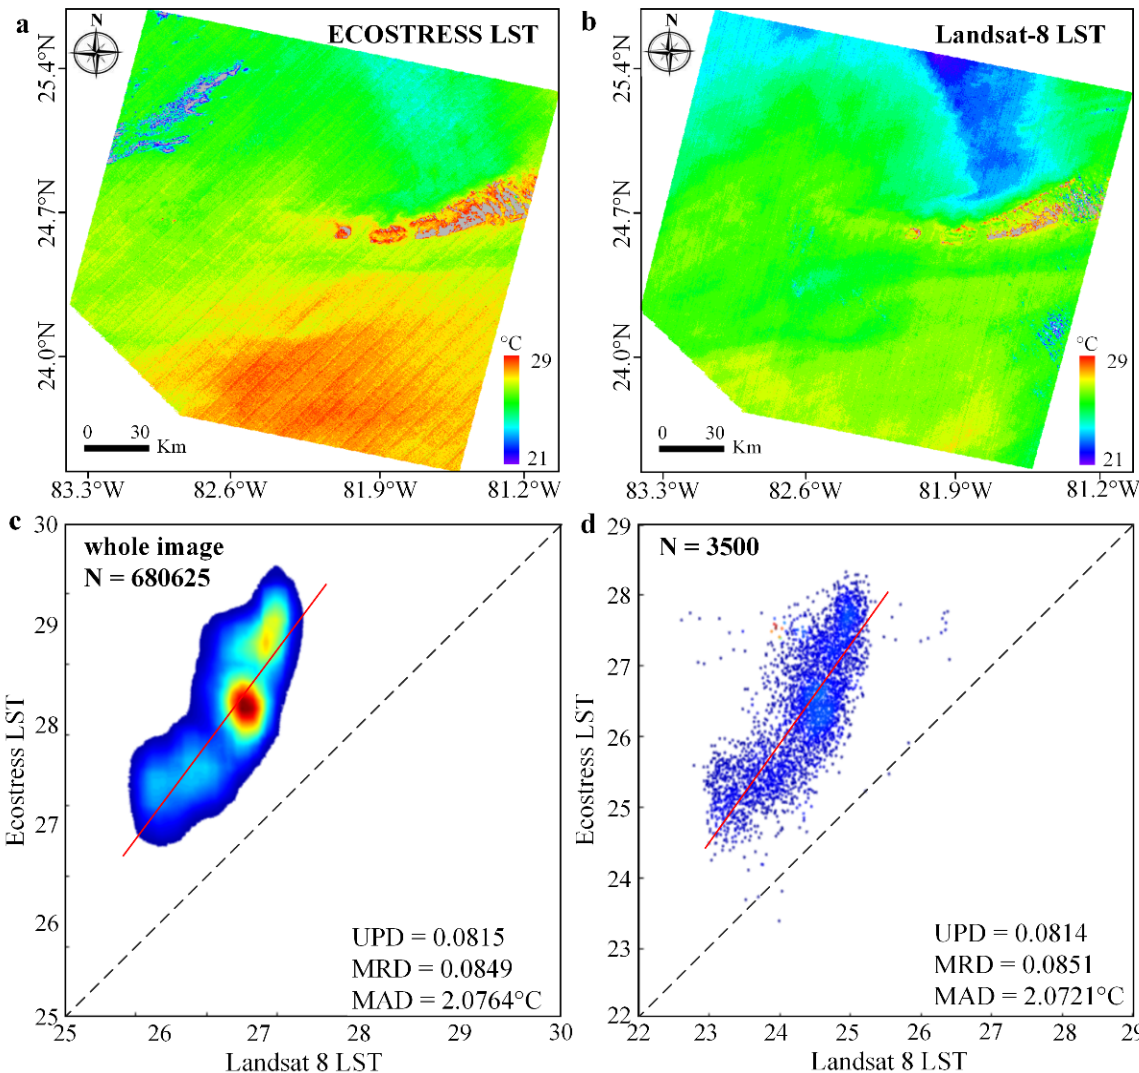 a
N
ECOSTRESS LST
25.4°N
24.7°N
24.0°N
°C
29
21
0 30 Km
83.3°W 82.6°W 81.9°W 81.2°W
b
N
Landsat-8 LST
25.4°N
24.7°N
24.0°N
°C
29
21
0 30 Km
83.3°W 82.6°W 81.9°W 81.2°W
c
whole image
N = 680625
30
29
28
27
26
25
Ecostress LST
UPD = 0.0815
MRD = 0.0849
MAD = 2.0764°C
25 26 27 28 29 30
Landsat 8 LST
d
N = 3500
29
28
27
26
25
24
23
22
Ecostress LST
UPD = 0.0814
MRD = 0.0851
MAD = 2.0721°C
22 23 24 25 26 27 28 29
Landsat 8 LST